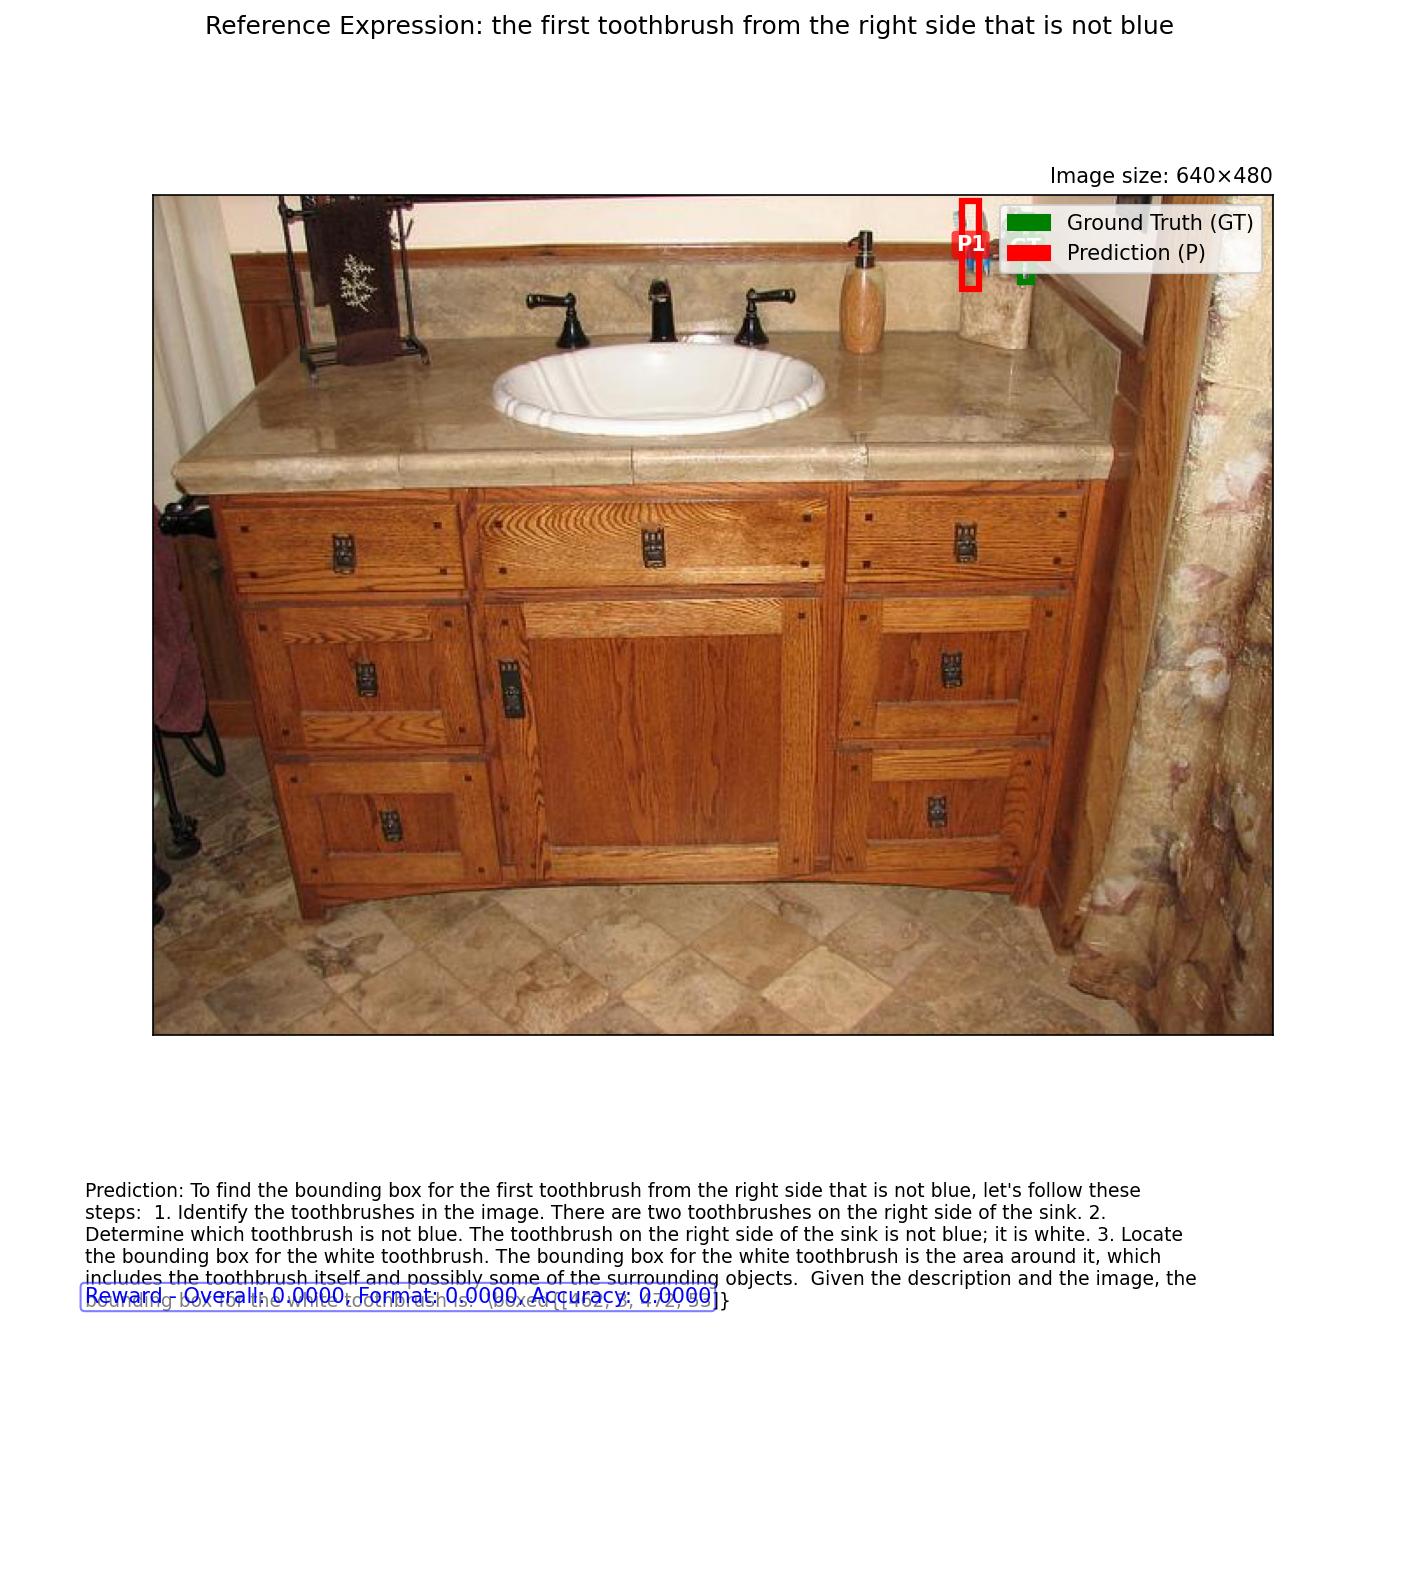 Reference Expression: the first toothbrush from the right side that is not blue
Image size: 640×480
Ground Truth (GT)
Prediction (P)
P1
GT
Prediction: To find the bounding box for the first toothbrush from the right side that is not blue, let's follow these
steps:  1. Identify the toothbrushes in the image. There are two toothbrushes on the right side of the sink. 2.
Determine which toothbrush is not blue. The toothbrush on the right side of the sink is not blue; it is white. 3. Locate
the bounding box for the white toothbrush. The bounding box for the white toothbrush is the area around it, which
includes the toothbrush itself and possibly some of the surrounding objects.  Given the description and the image, the
bounding box for the white toothbrush is:  \boxed{[462, 3, 472, 53]}
Reward - Overall: 0.0000, Format: 0.0000, Accuracy: 0.0000